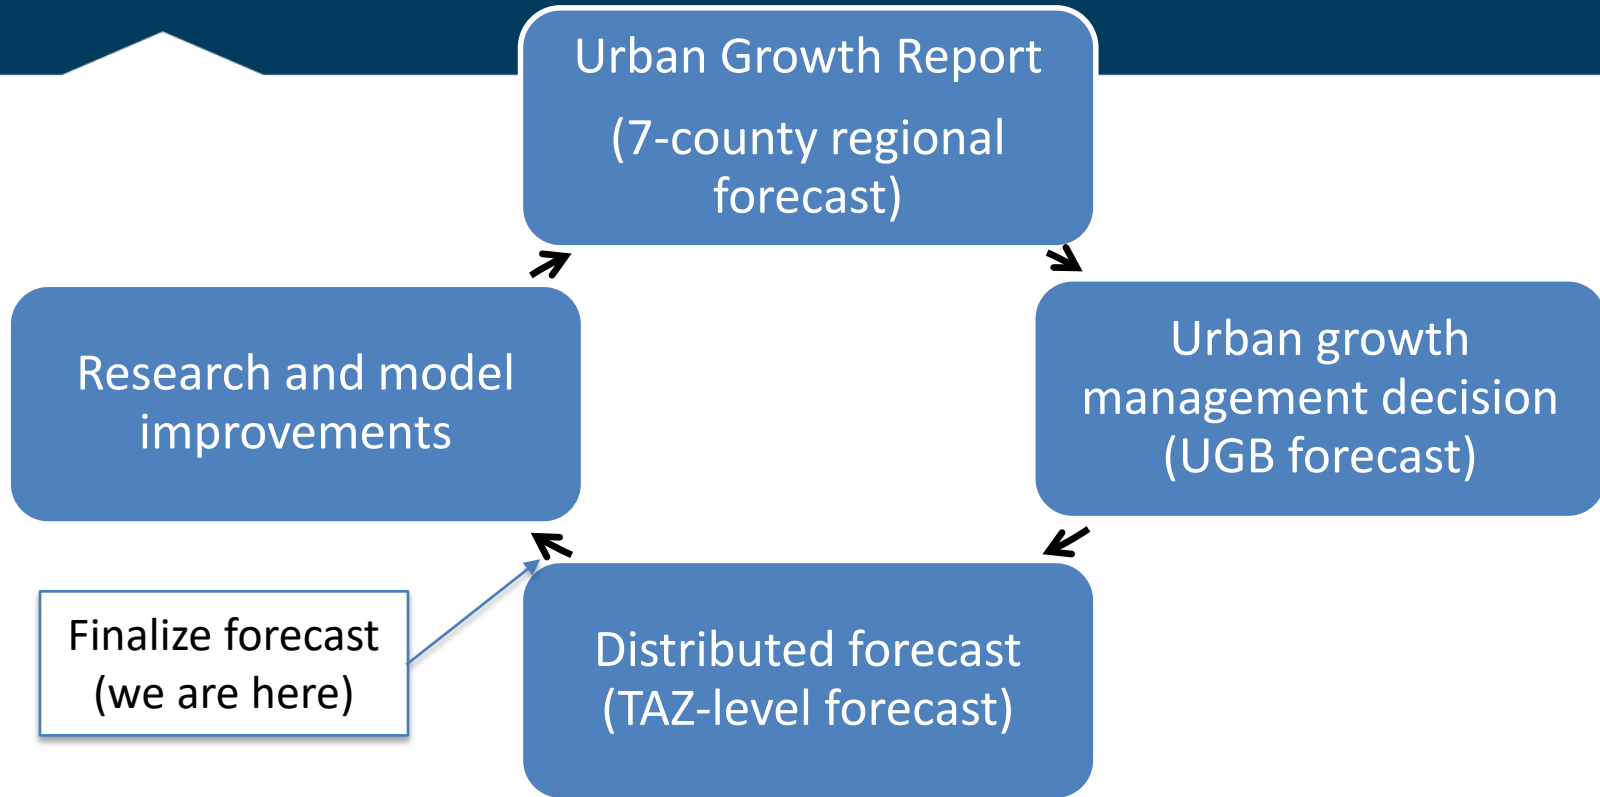 Urban Growth Report
(7-county regional
forecast)
Urban growth
management decision
(UGB forecast)
Research and model
improvements
Distributed forecast
(TAZ-level forecast)
Finalize forecast
(we are here)